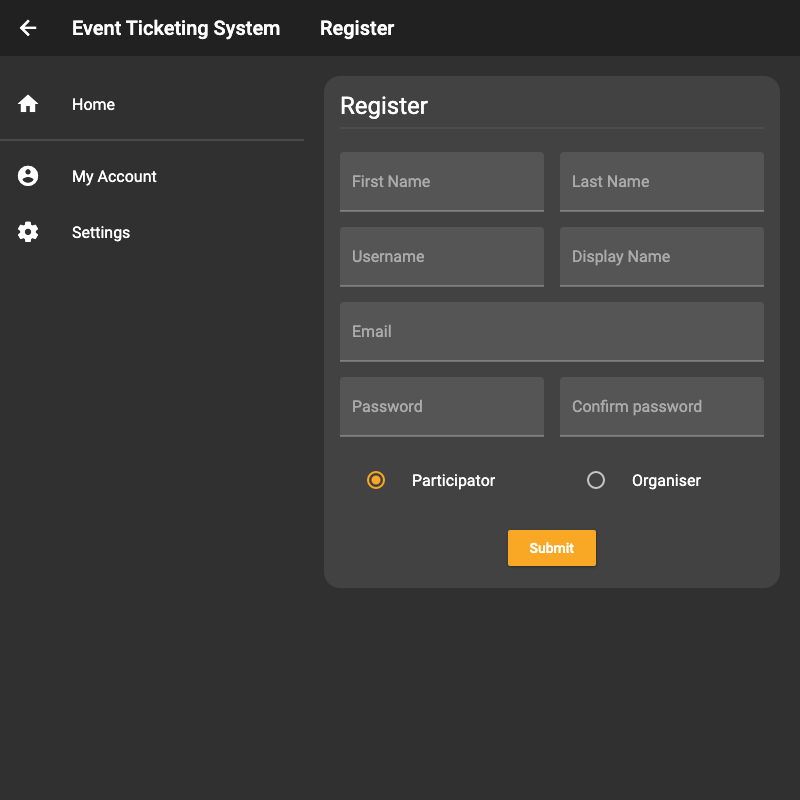 Event Ticketing System
Register
Home
My Account
Settings
Register
First Name
Last Name
Username
Display Name
Email
Password
Confirm password
Participator
Organiser
Submit